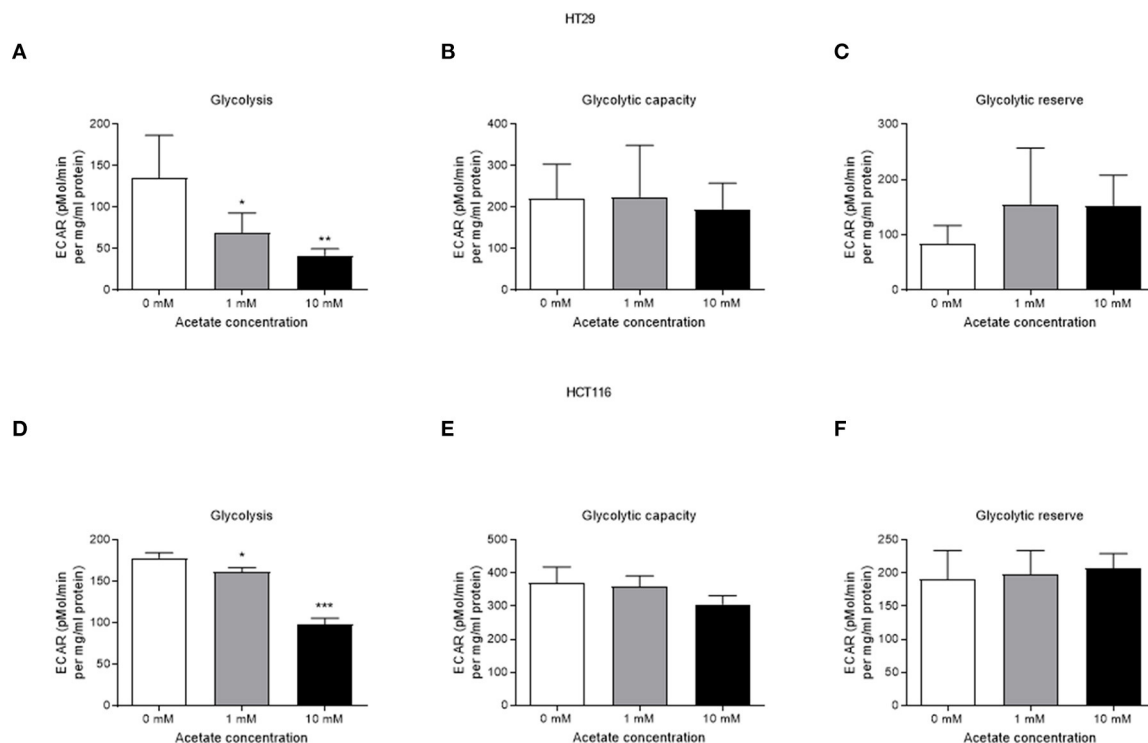 HT29
A
B
C
Glycolysis
Glycolytic capacity
Glycolytic reserve
ECAR (pMol/min
per mg/ml protein)
200
150
100
50
0
*
**
0 mM
1 mM
10 mM
Acetate concentration
ECAR (pMol/min
per mg/ml protein)
400
300
200
100
0
0 mM
1 mM
10 mM
Acetate concentration
ECAR (pMol/min
per mg/ml protein)
300
200
100
0
0 mM
1 mM
10 mM
Acetate concentration
HCT116
D
E
F
Glycolysis
Glycolytic capacity
Glycolytic reserve
ECAR (pMol/min
per mg/ml protein)
200
150
100
50
0
*
***
0 mM
1 mM
10 mM
Acetate concentration
ECAR (pMol/min
per mg/ml protein)
500
400
300
200
100
0
0 mM
1 mM
10 mM
Acetate concentration
ECAR (pMol/min
per mg/ml protein)
250
200
150
100
50
0
0 mM
1 mM
10 mM
Acetate concentration